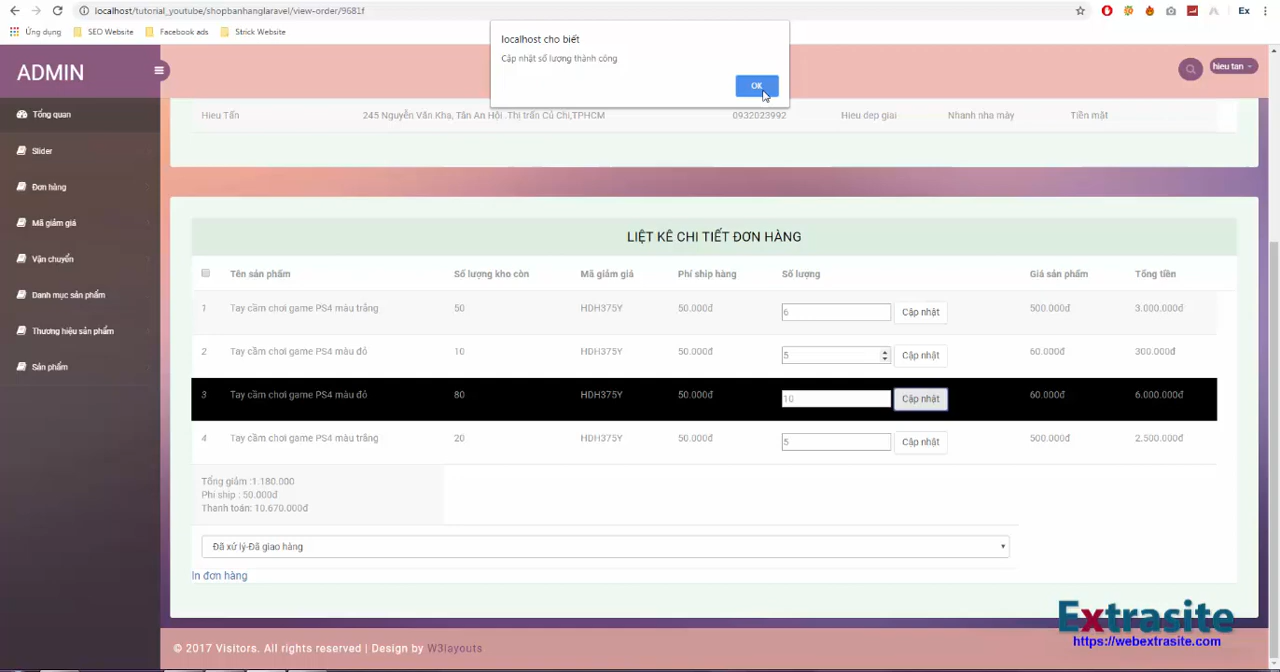 localhost/tutorial_youtube/shopbanhanglaravel/view-order/9681f
Ex
Ứng dụng SEO Website Facebook ads Strick Website
localhost cho biết
Cập nhật số lượng thành công
OK
ADMIN
hieu tan
Tổng quan
Slider
Đơn hàng
Mã giảm giá
Vận chuyển
Danh mục sản phẩm
Thương hiệu sản phẩm
Sản phẩm
Hieu Tấn 245 Nguyễn Văn Kha, Tân An Hội .Thị trấn Củ Chi,TPHCM 0932023992 Hieu dep giai Nhanh nha mày Tiền mặt
LIỆT KÊ CHI TIẾT ĐƠN HÀNG
Tên sản phẩm Số lượng kho còn Mã giảm giá Phí ship hàng Số lượng Giá sản phẩm Tổng tiền
1 Tay cầm chơi game PS4 màu trắng 50 HDH375Y 50.000đ 6 Cập nhật 500.000đ 3.000.000đ
2 Tay cầm chơi game PS4 màu đỏ 10 HDH375Y 50.000đ 5 Cập nhật 60.000đ 300.000đ
3 Tay cầm chơi game PS4 màu đỏ 80 HDH375Y 50.000đ 10 Cập nhật 60.000đ 6.000.000đ
4 Tay cầm chơi game PS4 màu trắng 20 HDH375Y 50.000đ 5 Cập nhật 500.000đ 2.500.000đ
Tổng giảm :1.180.000
Phí ship : 50.000đ
Thanh toán: 10.670.000đ
Đã xử lý-Đã giao hàng
In đơn hàng
Extrasite
https://webextrasite.com
© 2017 Visitors. All rights reserved | Design by W3layouts